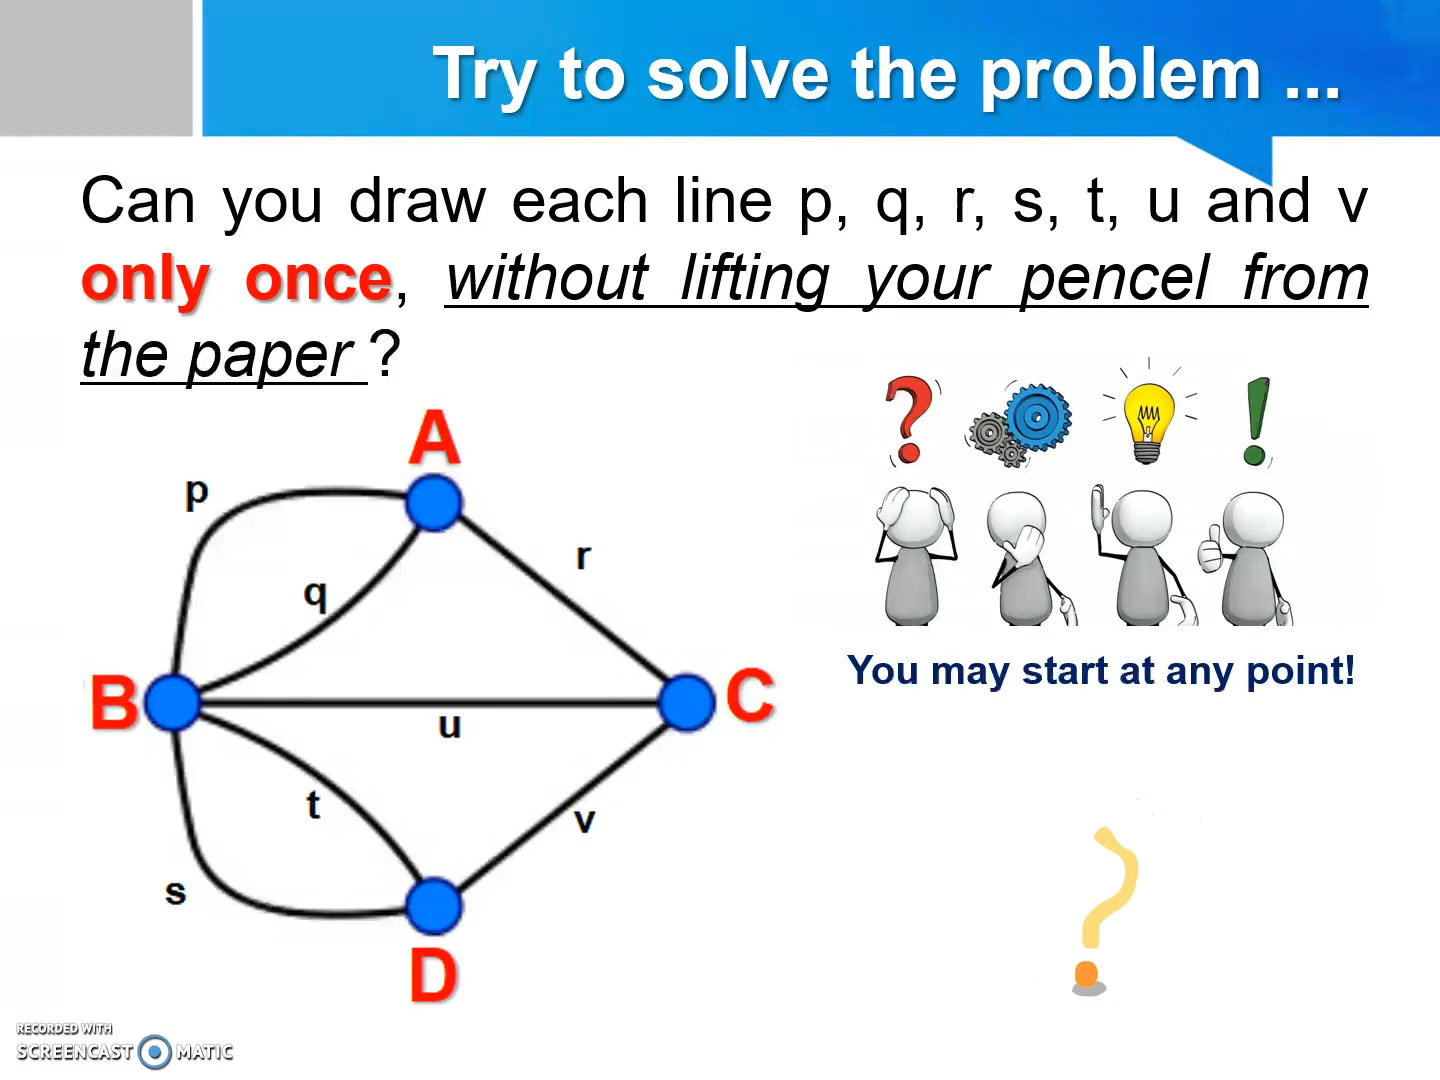 Try to solve the problem ...
Can you draw each line p, q, r, s, t, u and v
only once, without lifting your pencel from
the paper ?
A
p
r
q
You may start at any point!
B
C
u
t
v
s
D
RECORDED WITH
SCREENCAST MATIC